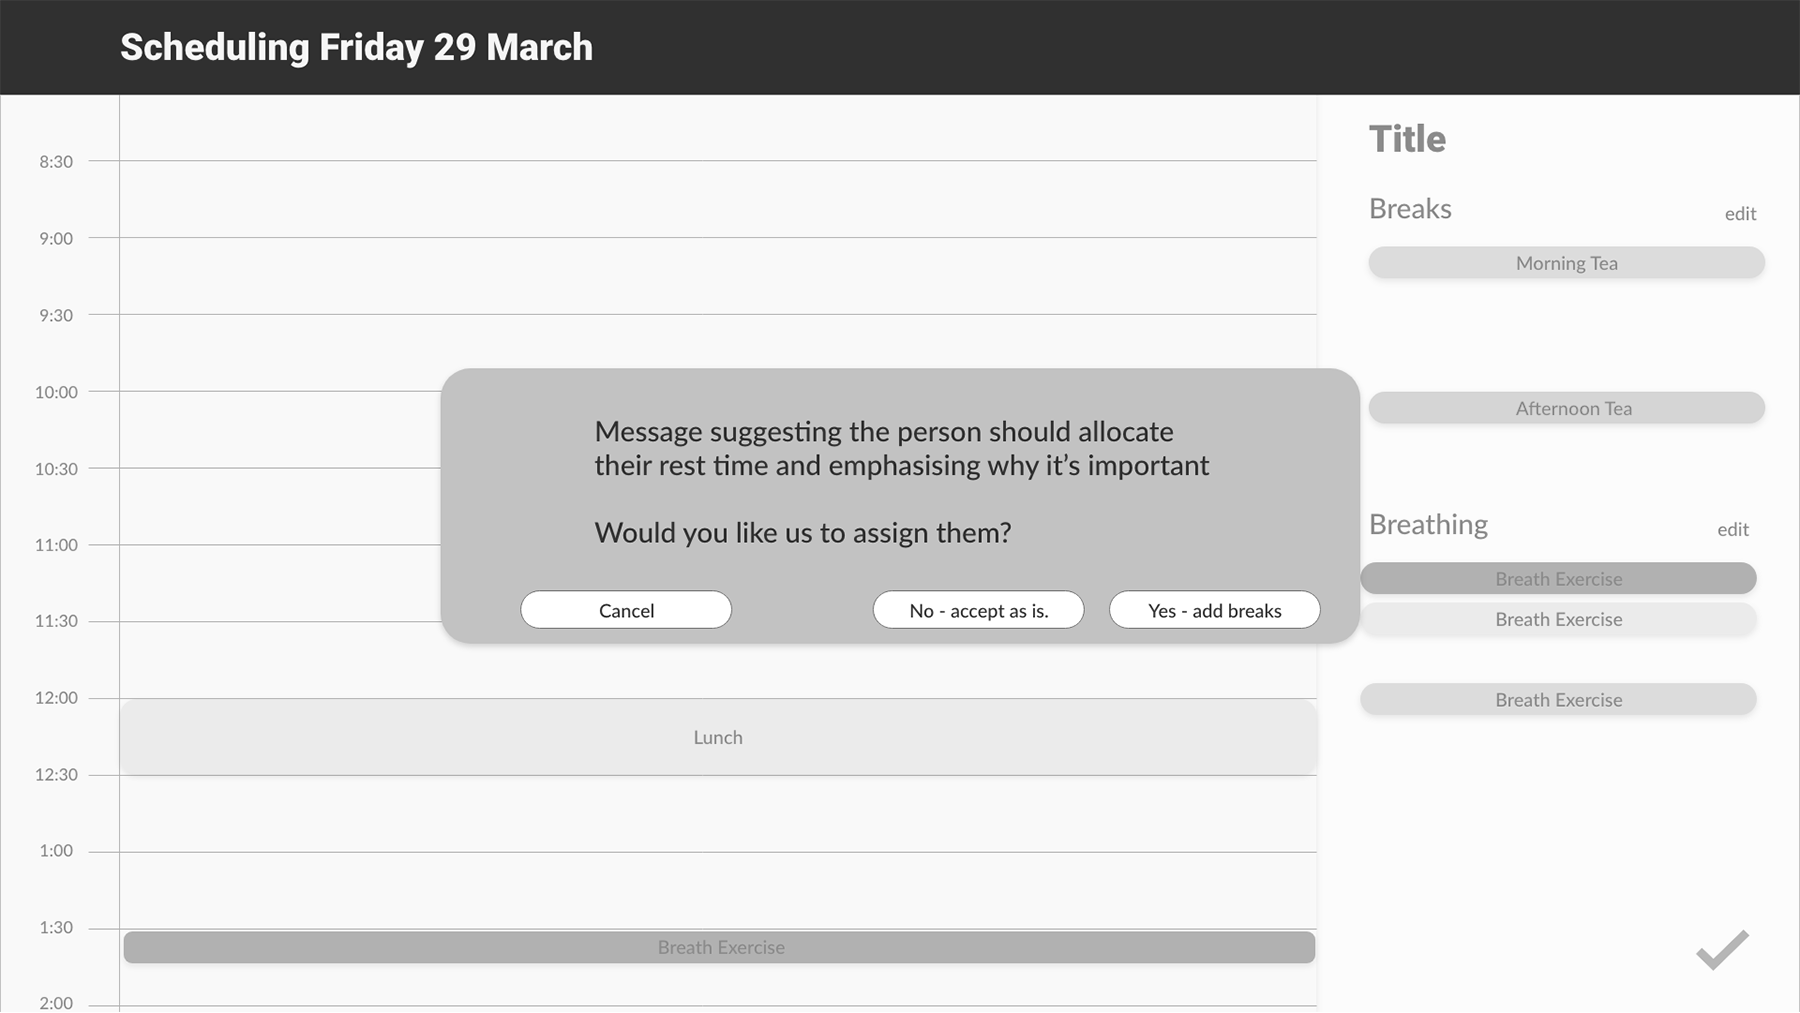 Scheduling Friday 29 March
8:30
9:00
9:30
10:00
10:30
11:00
11:30
12:00
Lunch
12:30
1:00
1:30
Breath Exercise
2:00
Message suggesting the person should allocate
their rest time and emphasising why it’s important
Would you like us to assign them?
Cancel
No - accept as is.
Yes - add breaks
Title
Breaks
edit
Morning Tea
Afternoon Tea
Breathing
edit
Breath Exercise
Breath Exercise
Breath Exercise